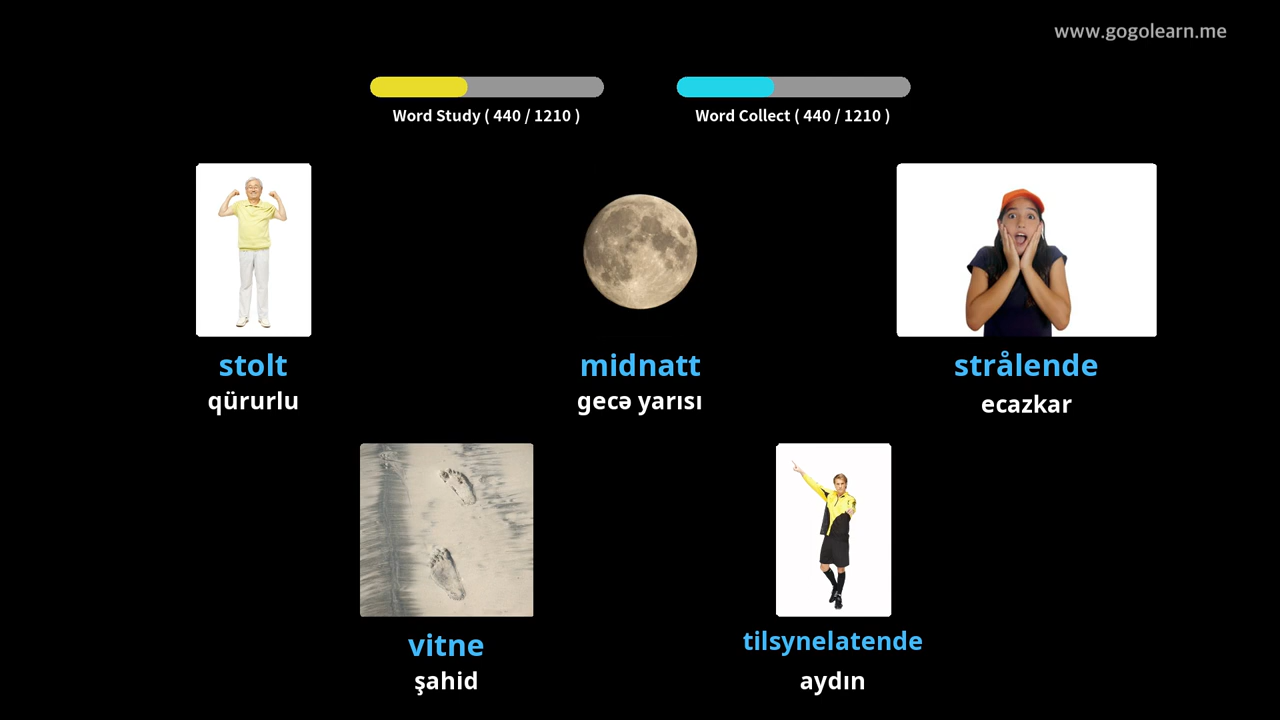 www.gogolearn.me
Word Study ( 440 / 1210 )
Word Collect ( 440 / 1210 )
stolt
qürurlu
midnatt
gecə yarısı
strålende
ecazkar
vitne
şahid
tilsynelatende
aydın